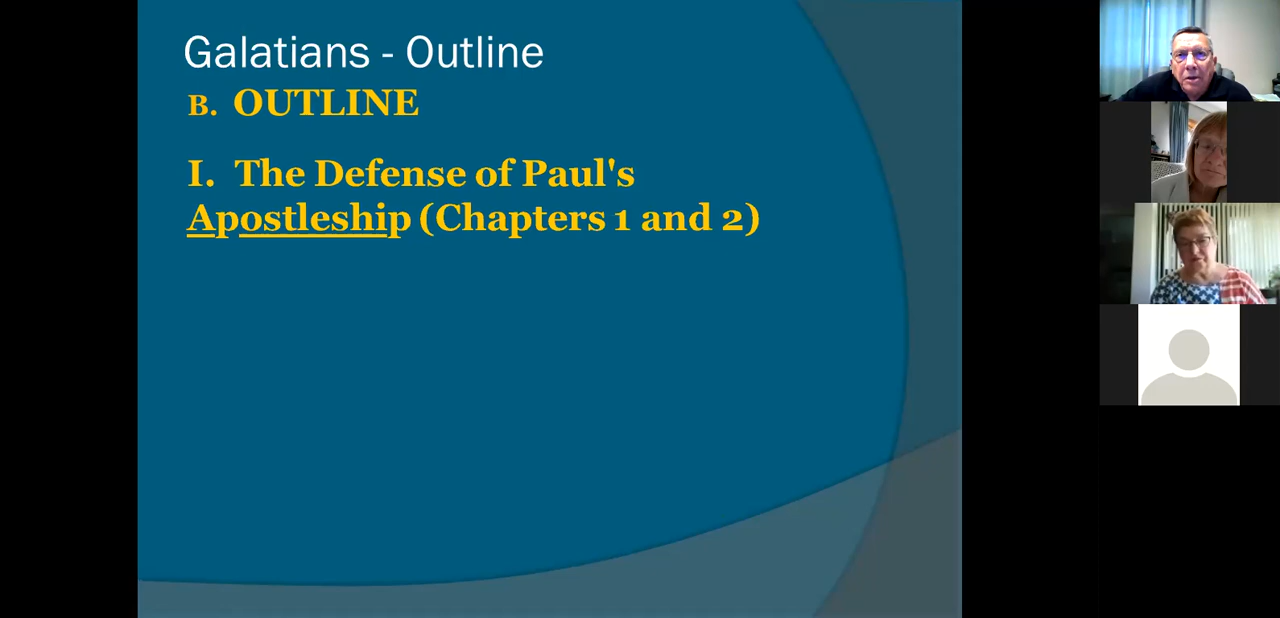 Galatians - Outline
B. OUTLINE
I. The Defense of Paul's
Apostleship (Chapters 1 and 2)